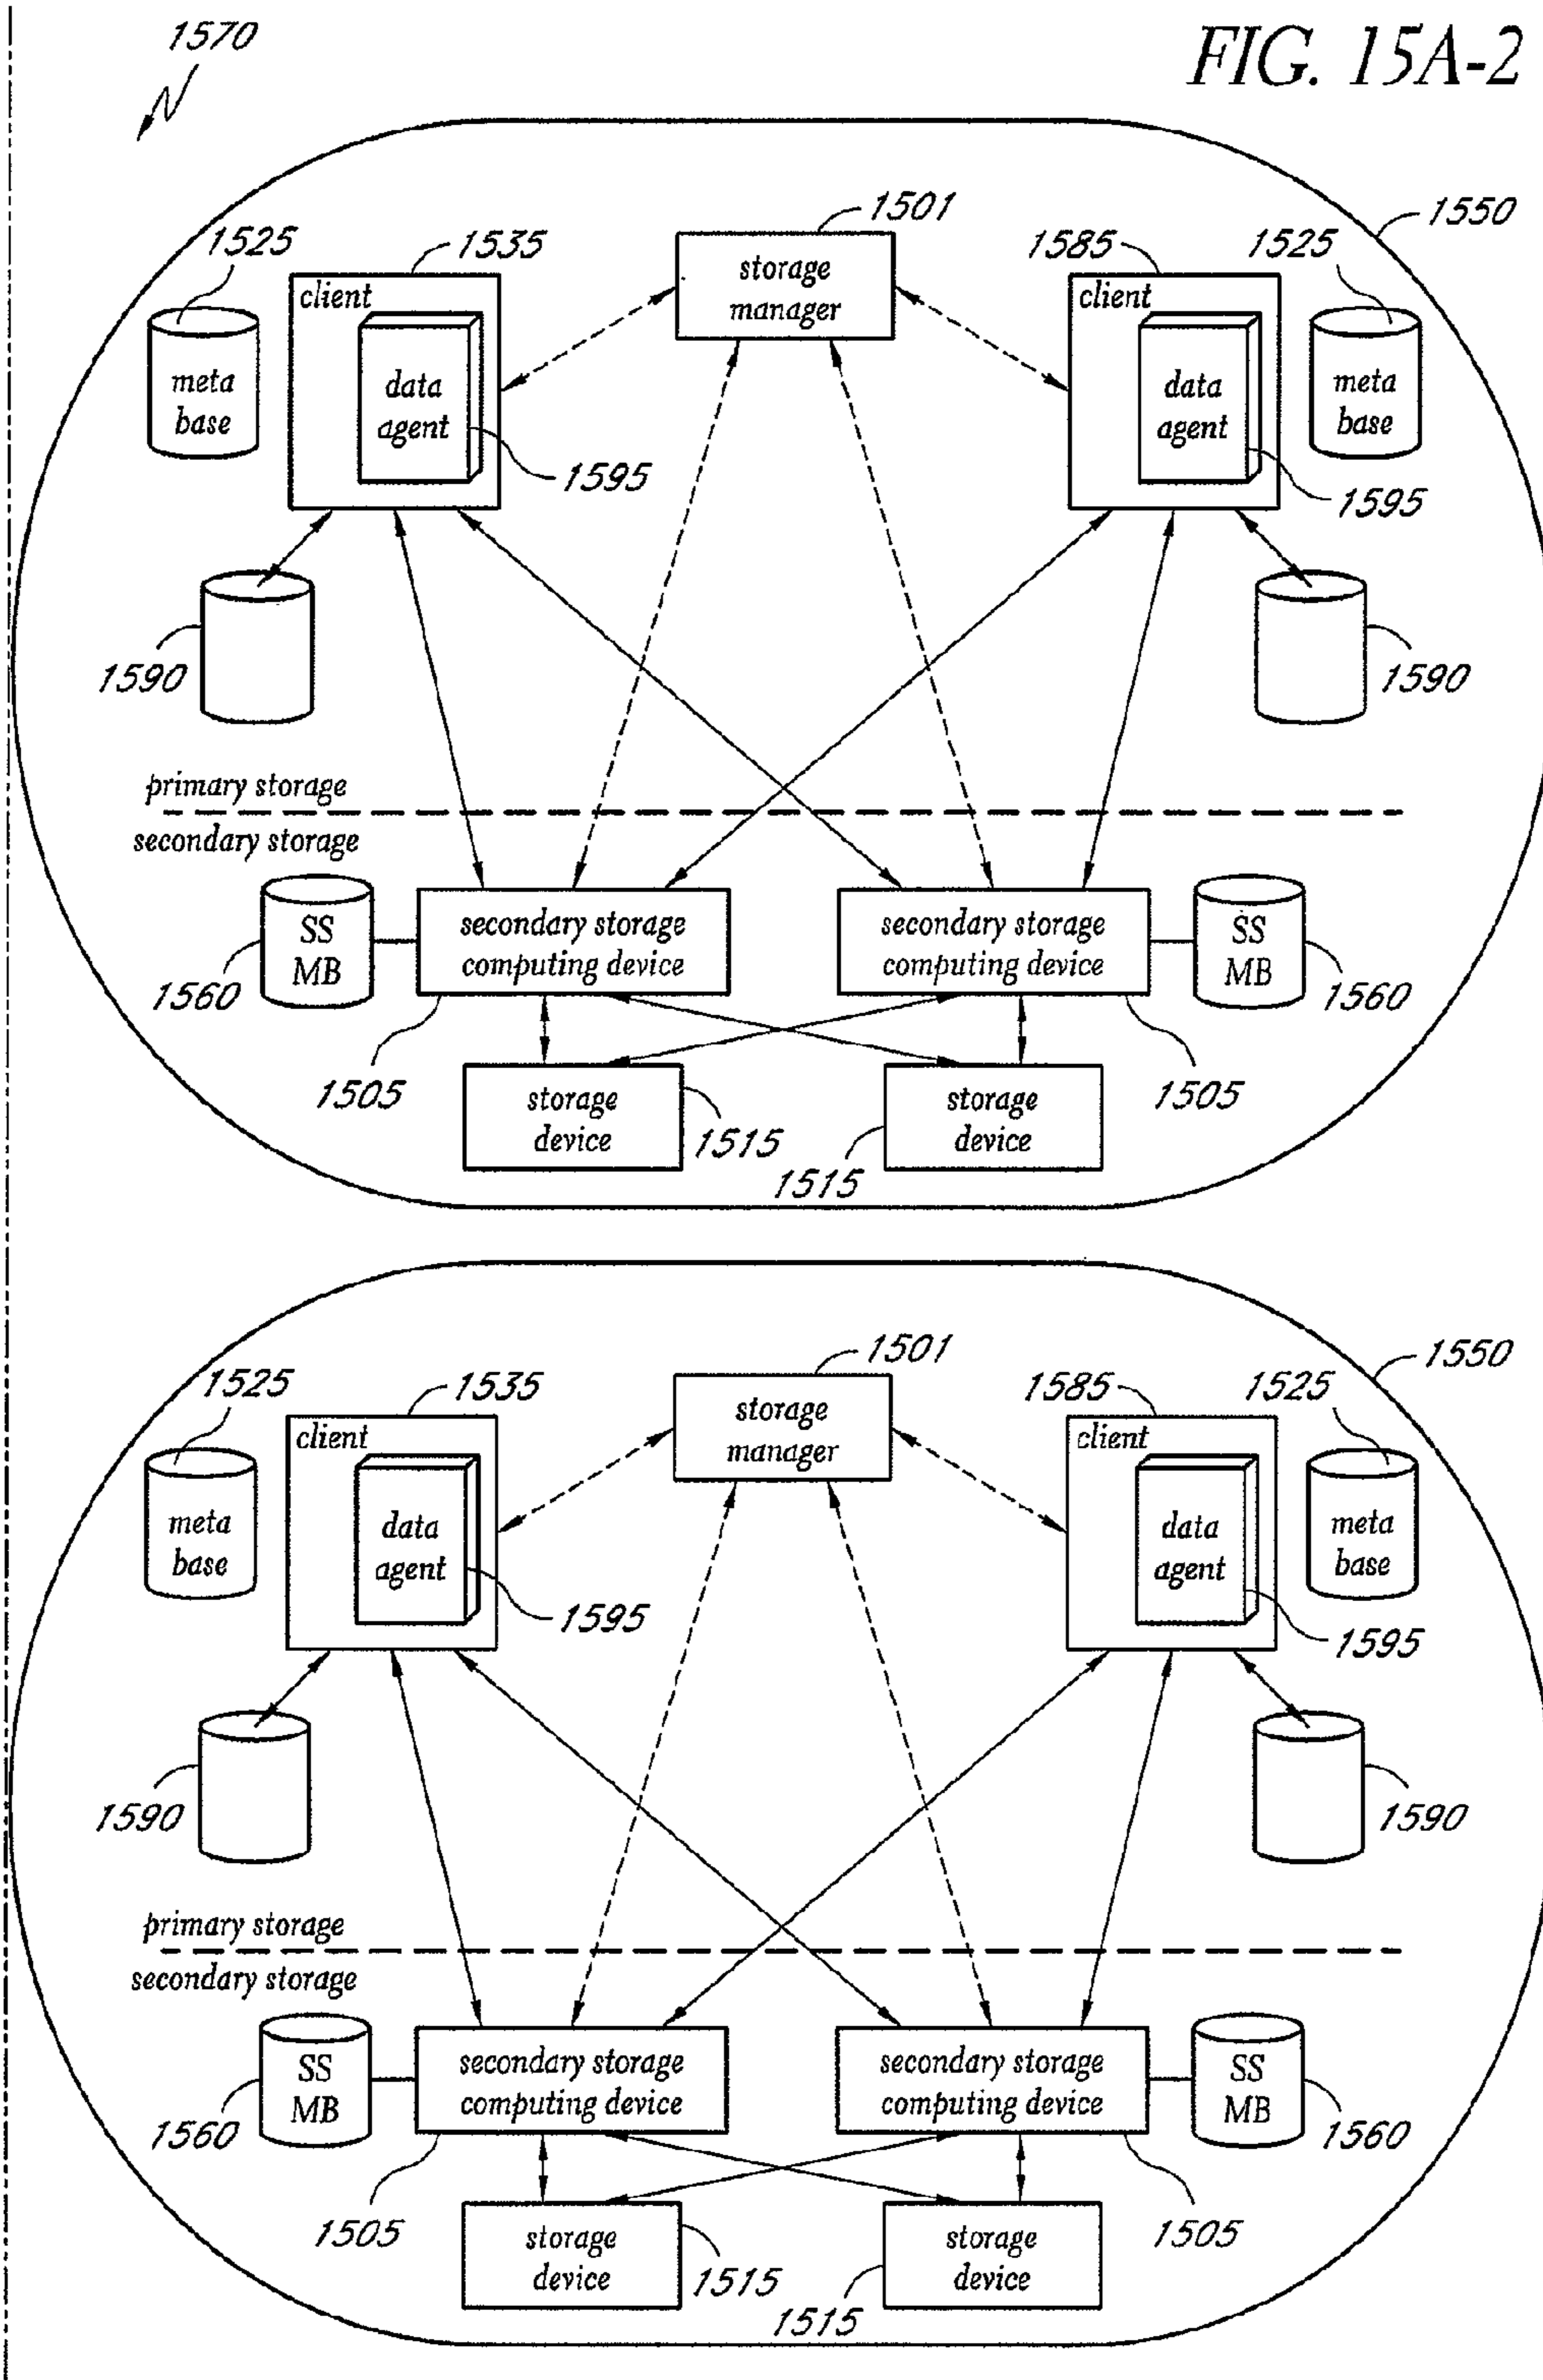 1570
FIG. 15A-2
1501
1550
1525
1535
1585
1525
storage
manager
client
client
meta
base
data
agent
data
agent
meta
base
1595
1595
1590
1590
primary storage
secondary storage
SS
MB
secondary storage
computing device
secondary storage
computing device
SS
MB
1560
1560
1505
storage
device
1515
storage
device
1515
1505
1501
1550
1525
1535
1585
1525
storage
manager
client
client
meta
base
data
agent
data
agent
meta
base
1595
1595
1590
1590
primary storage
secondary storage
SS
MB
secondary storage
computing device
secondary storage
computing device
SS
MB
1560
1560
1505
storage
device
1515
storage
device
1515
1505